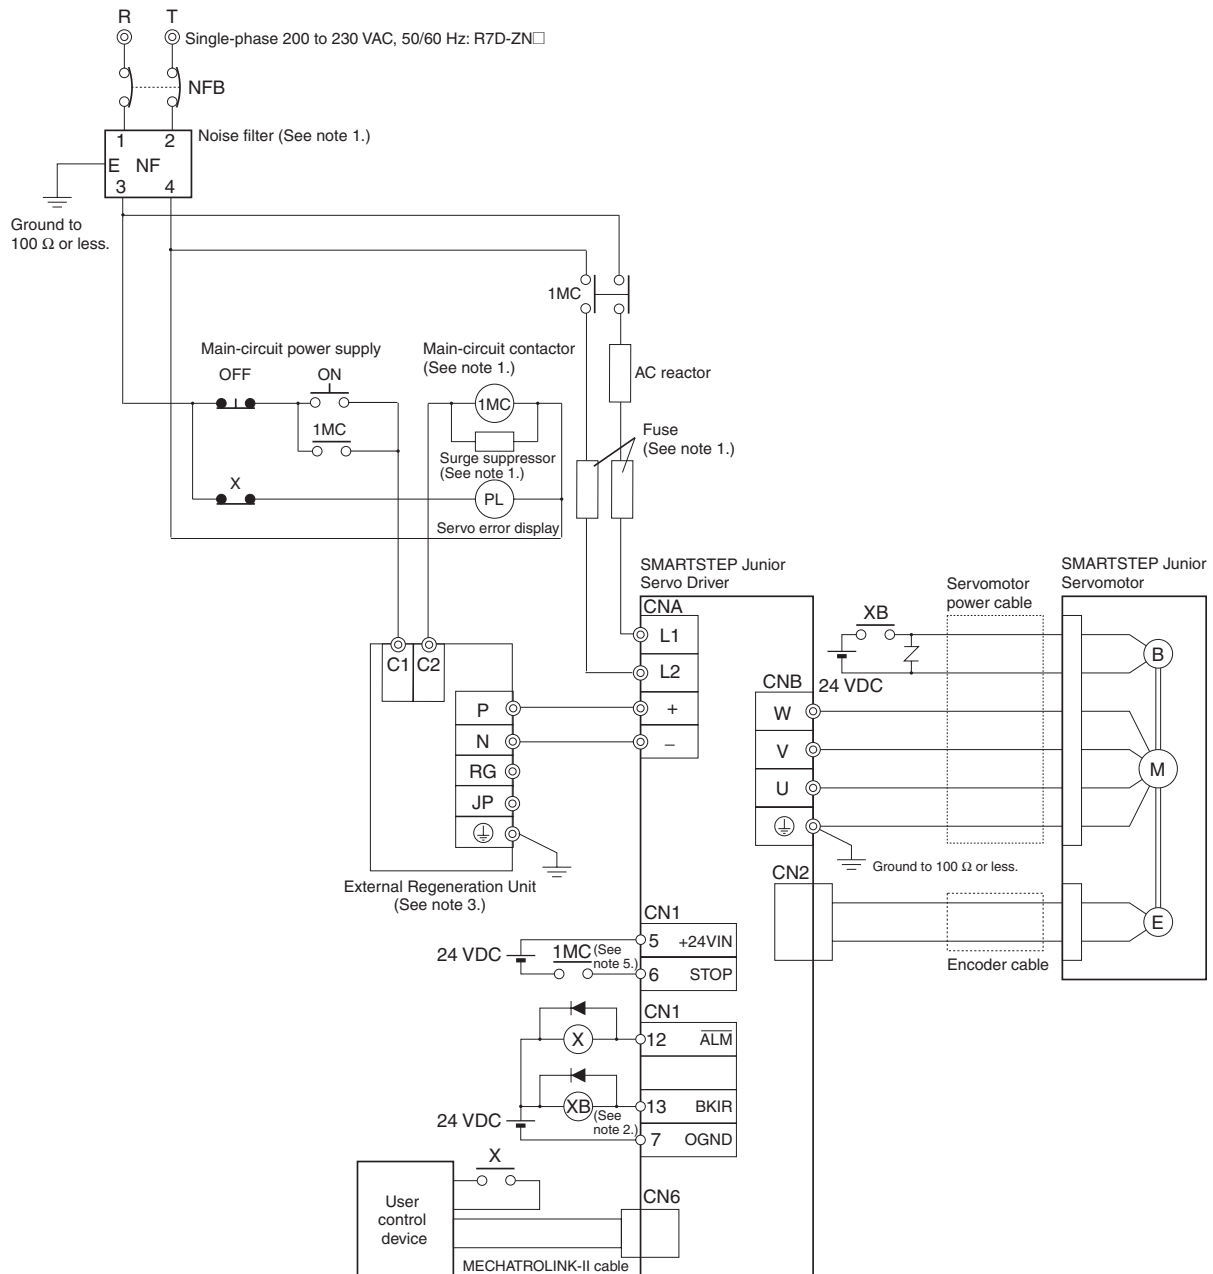 R
T
Single-phase 200 to 230 VAC, 50/60 Hz: R7D-ZN□
NFB
1 2
Noise filter (See note 1.)
E NF
3 4
Ground to
100 Ω or less.
1MC
Main-circuit power supply
OFF
ON
1MC
Main-circuit contactor
(See note 1.)
1MC
Surge suppressor
(See note 1.)
AC reactor
Fuse
(See note 1.)
X
PL
Servo error display
SMARTSTEP Junior
Servo Driver
CNA
L1
L2
+
–
C1
C2
P
N
RG
JP
External Regeneration Unit
(See note 3.)
XB
24 VDC
Servomotor
power cable
SMARTSTEP Junior
Servomotor
CNB
W
V
U
B
M
E
Ground to 100 Ω or less.
CN2
Encoder cable
CN1
24 VDC
1MC
(See
note 5.)
5 +24VIN
6 STOP
CN1
X
12 ALM
XB
(See
note 2.)
13 BKIR
24 VDC
7 OGND
X
User
control
device
CN6
MECHATROLINK-II cable